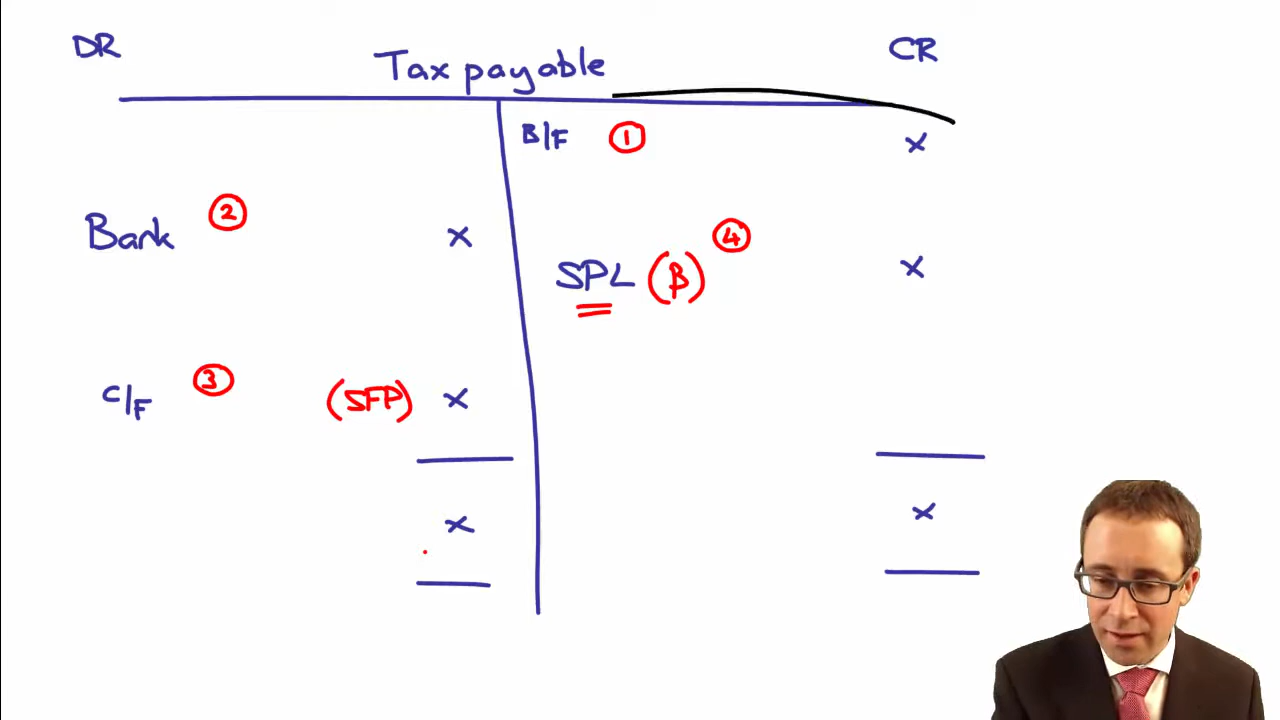 DR
Tax payable
CR
B/F ① x
Bank ② x
SPL (β) ④ x
C/F ③ (SFP) x
x x